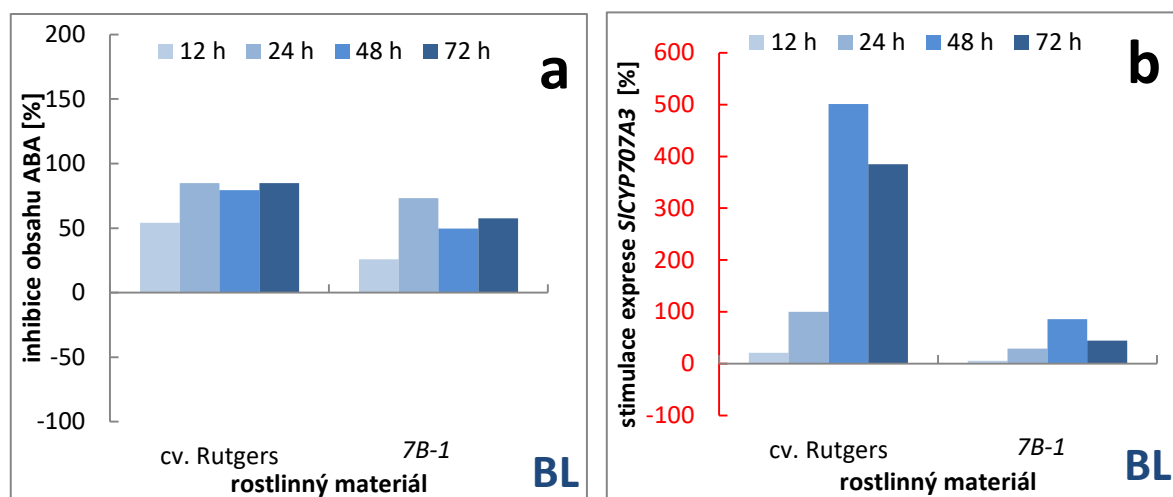 200
150
100
50
0
-50
-100
inhibice obsahu ABA [%]
12 h 24 h 48 h 72 h
a
cv. Rutgers 7B-1
rostlinný materiál
BL
600
500
400
300
200
100
0
-100
stimulace exprese SlCYP707A3 [%]
12 h 24 h 48 h 72 h
b
cv. Rutgers 7B-1
rostlinný materiál
BL